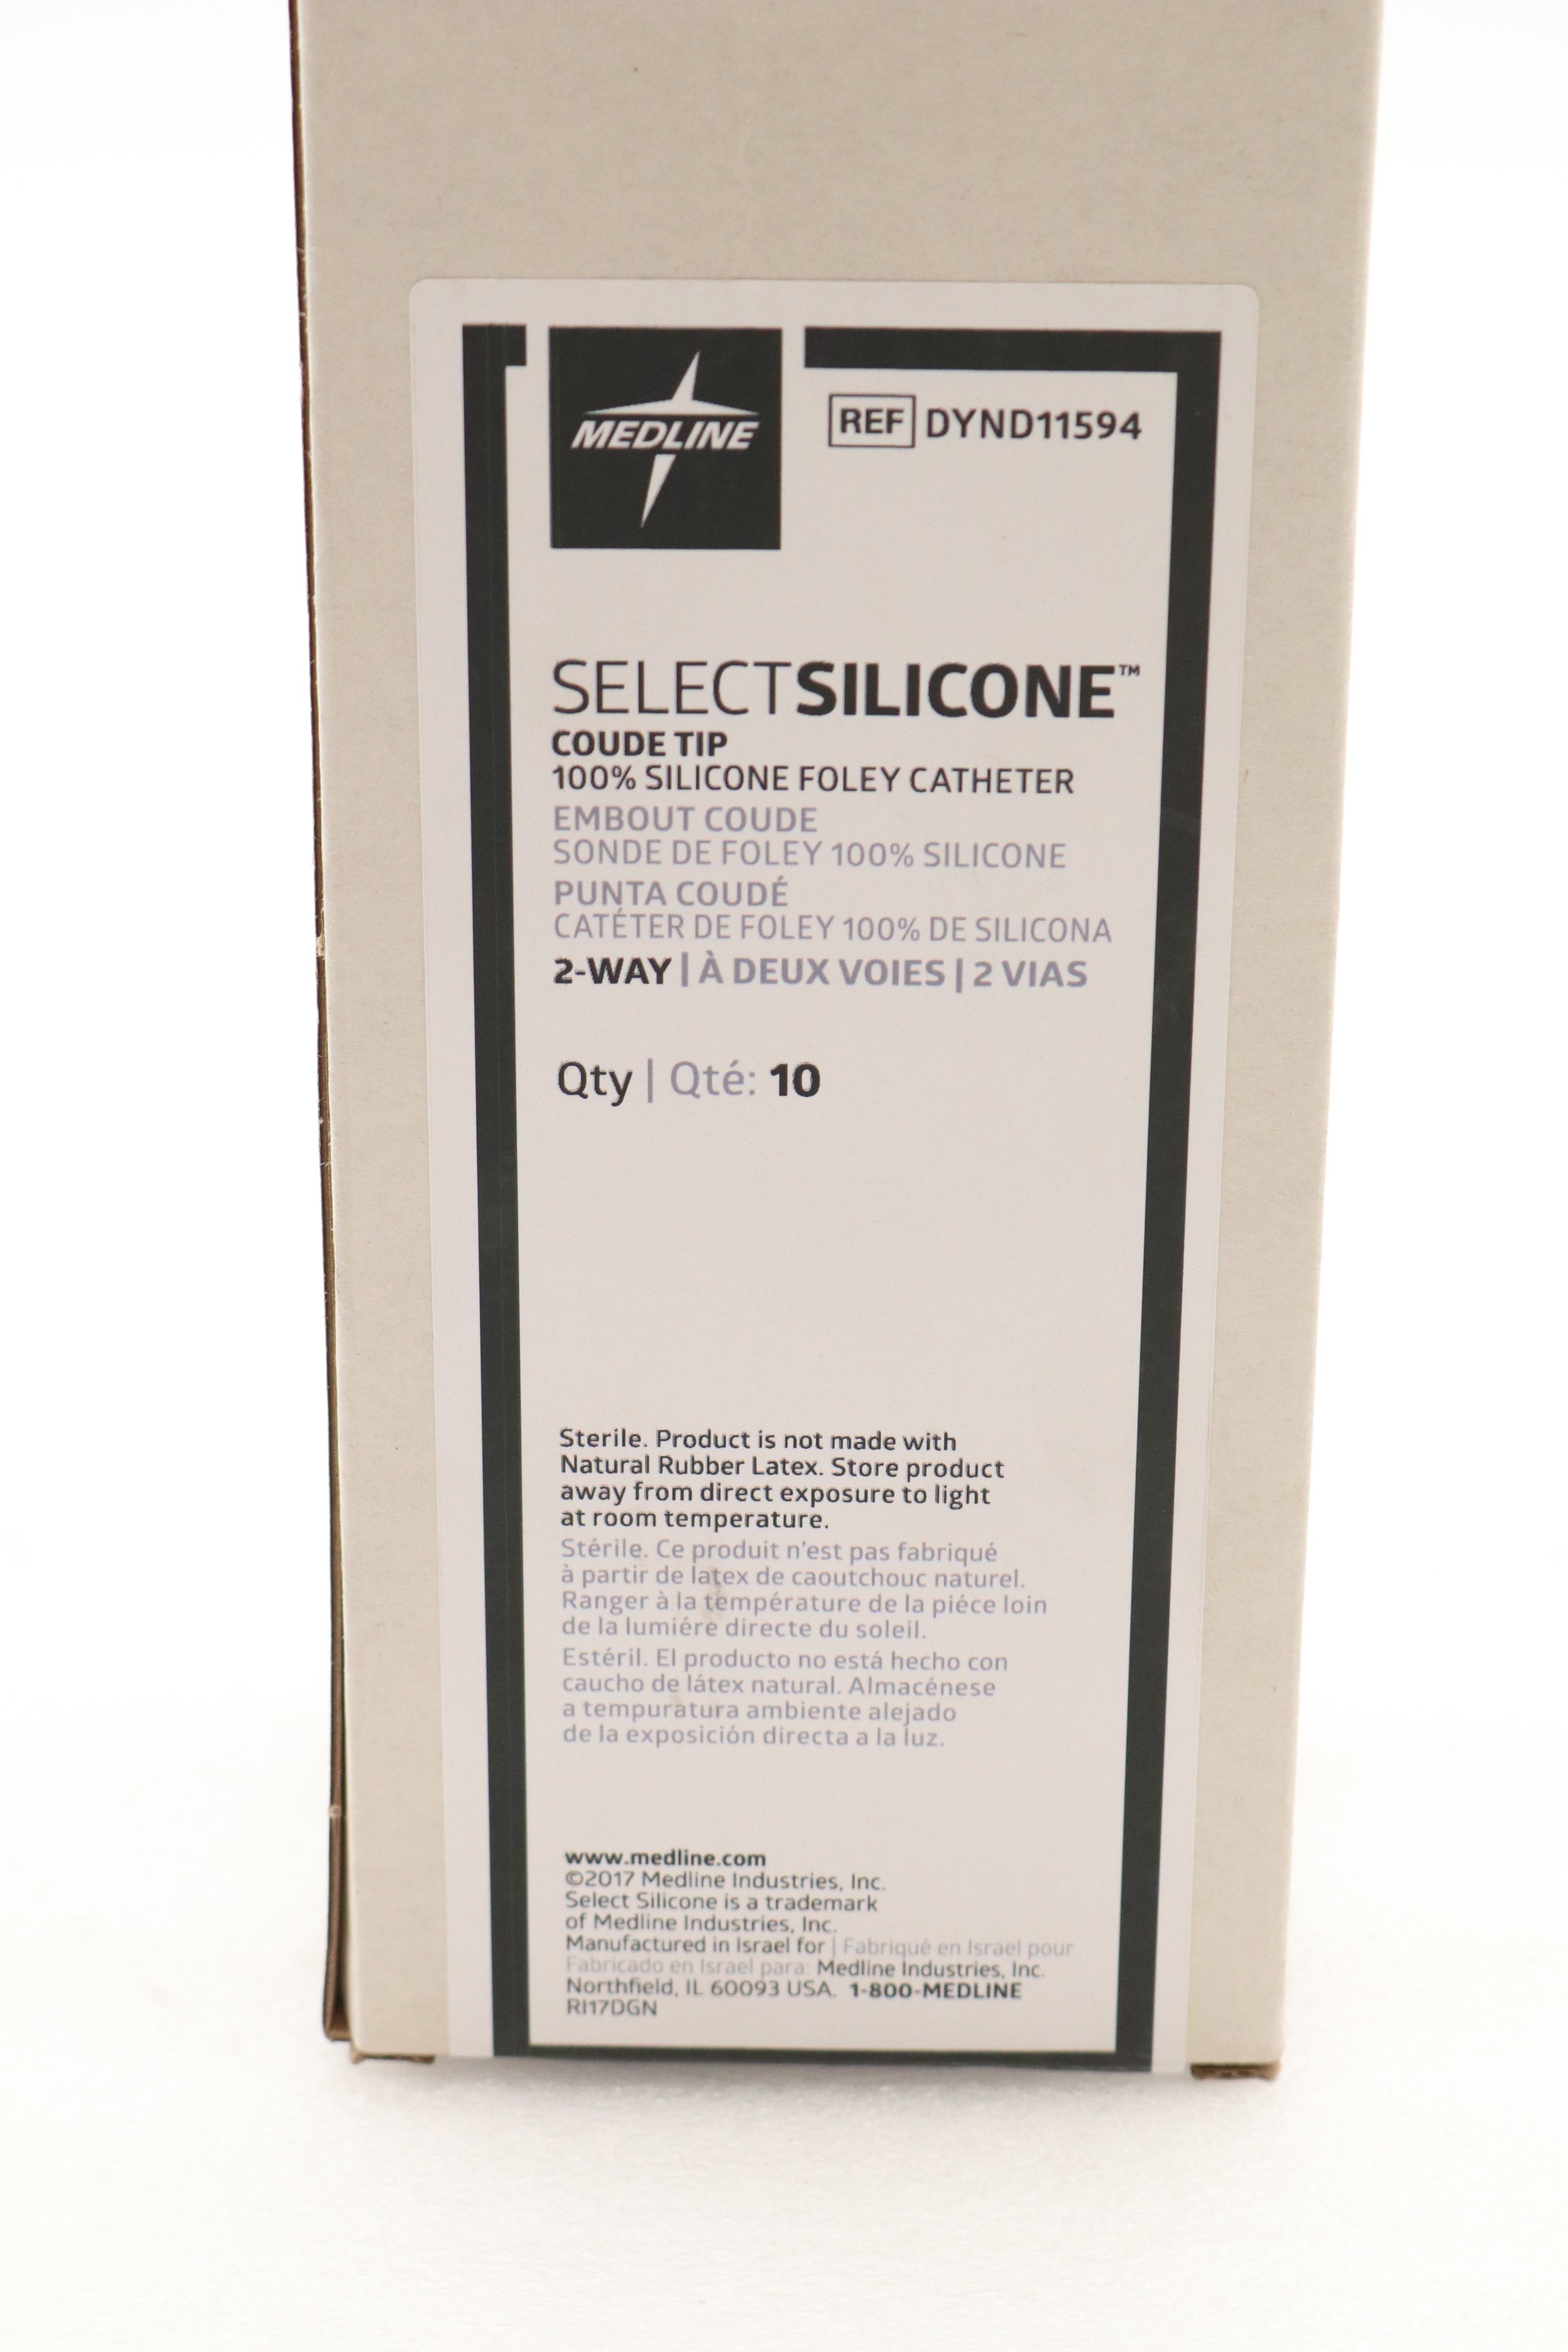 MEDLINE
REF DYND11594
SELECTSILICONE™
COUDE TIP
100% SILICONE FOLEY CATHETER
EMBOUT COUDE
SONDE DE FOLEY 100% SILICONE
PUNTA COUDÉ
CATÉTER DE FOLEY 100% DE SILICONA
2-WAY | À DEUX VOIES | 2 VIAS
Qty | Qté: 10
Sterile. Product is not made with
Natural Rubber Latex. Store product
away from direct exposure to light
at room temperature.
Stérile. Ce produit n'est pas fabriqué
à partir de latex de caoutchouc naturel.
Ranger à la température de la piéce loin
de la lumiére directe du soleil.
Estéril. El producto no está hecho con
caucho de látex natural. Almacénese
a tempuratura ambiente alejado
de la exposición directa a la luz.
www.medline.com
©2017 Medline Industries, Inc.
Select Silicone is a trademark
of Medline Industries, Inc.
Manufactured in Israel for | Fabriqué en Israel pour
Fabricado en Israel para: Medline Industries, Inc.
Northfield, IL 60093 USA. 1-800-MEDLINE
RI17DGN